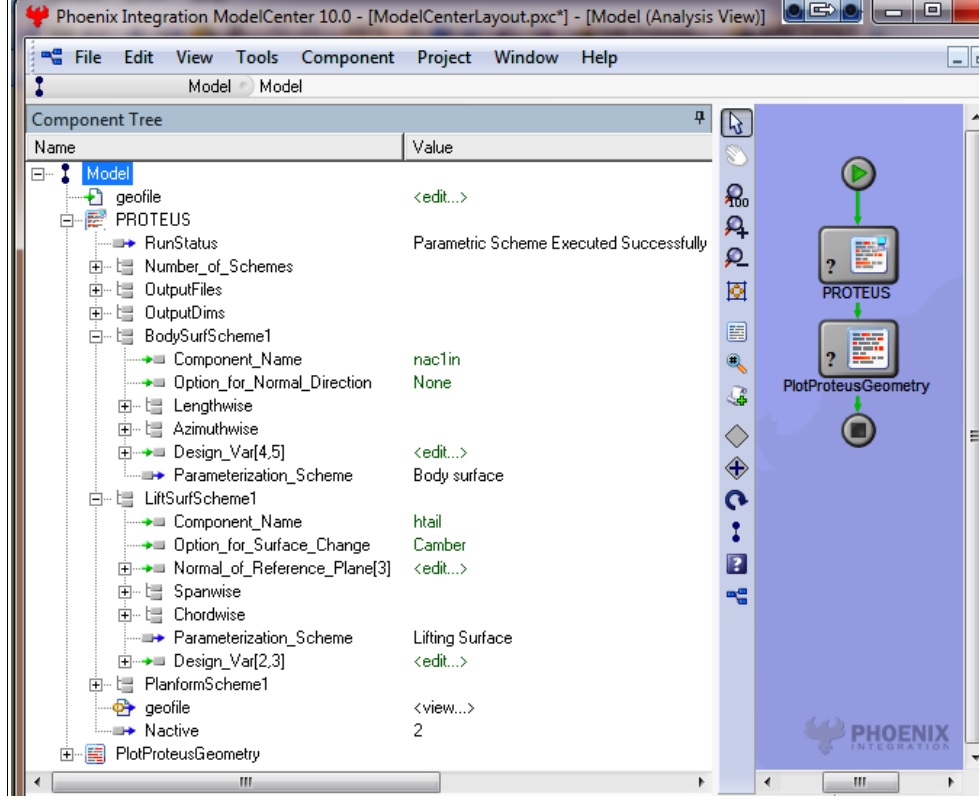 Phoenix Integration ModelCenter 10.0 - [ModelCenterLayout.pxc*] - [Model (Analysis View)]
File Edit View Tools Component Project Window Help
Model Model
Component Tree
Name Value
Model
geofile <edit...>
PROTEUS
RunStatus Parametric Scheme Executed Successfully
Number_of_Schemes
OutputFiles
OutputDims
BodySurfScheme1
Component_Name nac1in
Option_for_Normal_Direction None
Lengthwise
Azimuthwise
Design_Var[4,5] <edit...>
Parameterization_Scheme Body surface
LiftSurfScheme1
Component_Name htail
Option_for_Surface_Change Camber
Normal_of_Reference_Plane[3] <edit...>
Spanwise
Chordwise
Parameterization_Scheme Lifting Surface
Design_Var[2,3] <edit...>
PlanformScheme1
geofile <view...>
Nactive 2
PlotProteusGeometry
100
?
PROTEUS
?
PlotProteusGeometry
PHOENIX
INTEGRATION